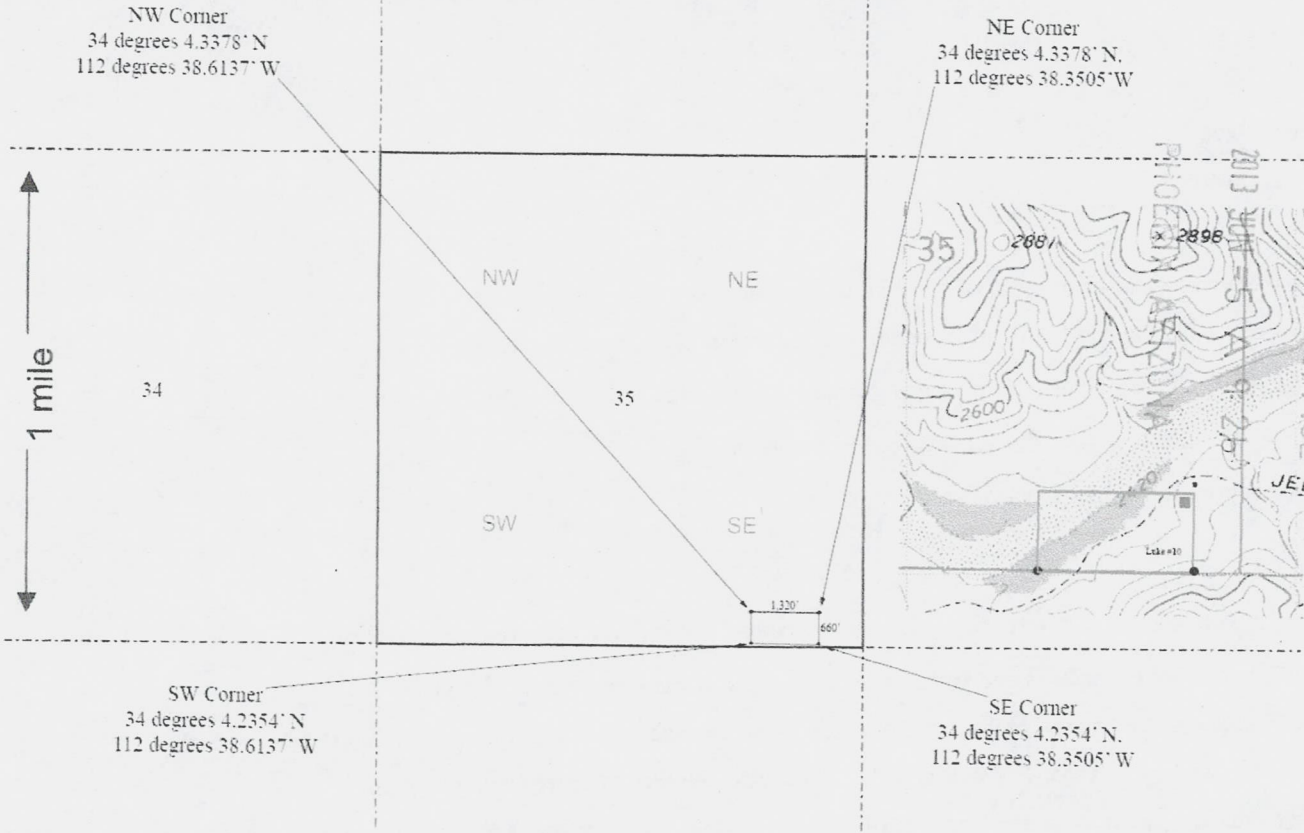 NW Corner
34 degrees 4.3378' N
112 degrees 38.6137' W
NE Corner
34 degrees 4.3378' N,
112 degrees 38.3505' W
1 mile
34
NW
NE
35
SW
SE
1,320'
660'
SW Corner
34 degrees 4.2354' N
112 degrees 38.6137' W
SE Corner
34 degrees 4.2354' N,
112 degrees 38.3505' W
35
2881
× 2898
2600
Luke #10
PHOENIX, ARIZONA
2013 JUN -5 A 9: 26